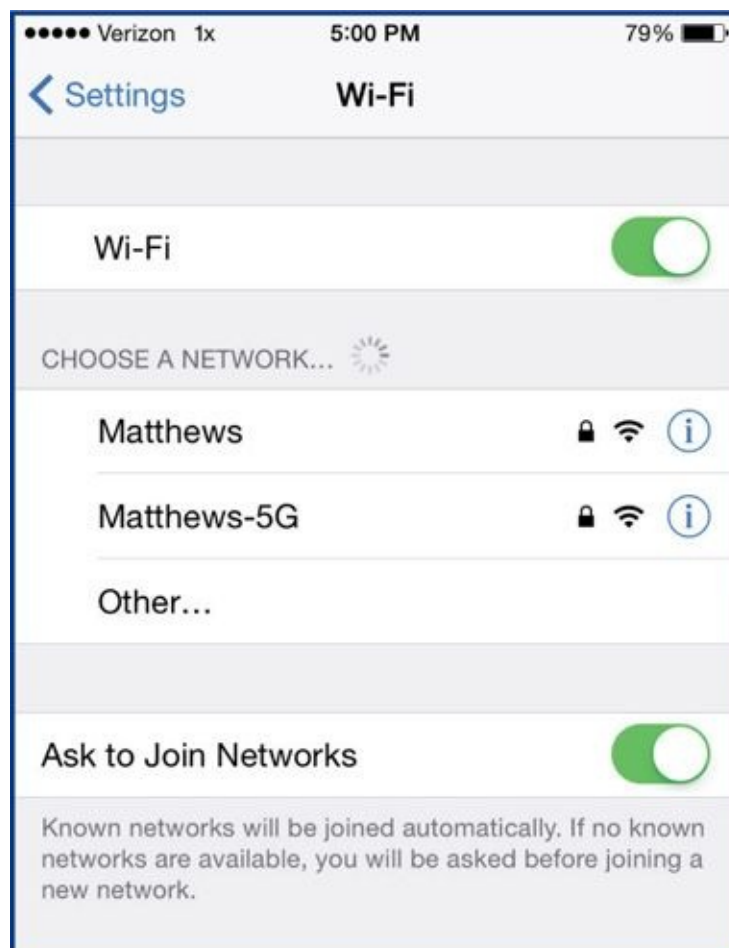 Verizon 1x 5:00 PM 79%
Settings Wi-Fi
Wi-Fi
CHOOSE A NETWORK...
Matthews
Matthews-5G
Other...
Ask to Join Networks
Known networks will be joined automatically. If no known
networks are available, you will be asked before joining a
new network.